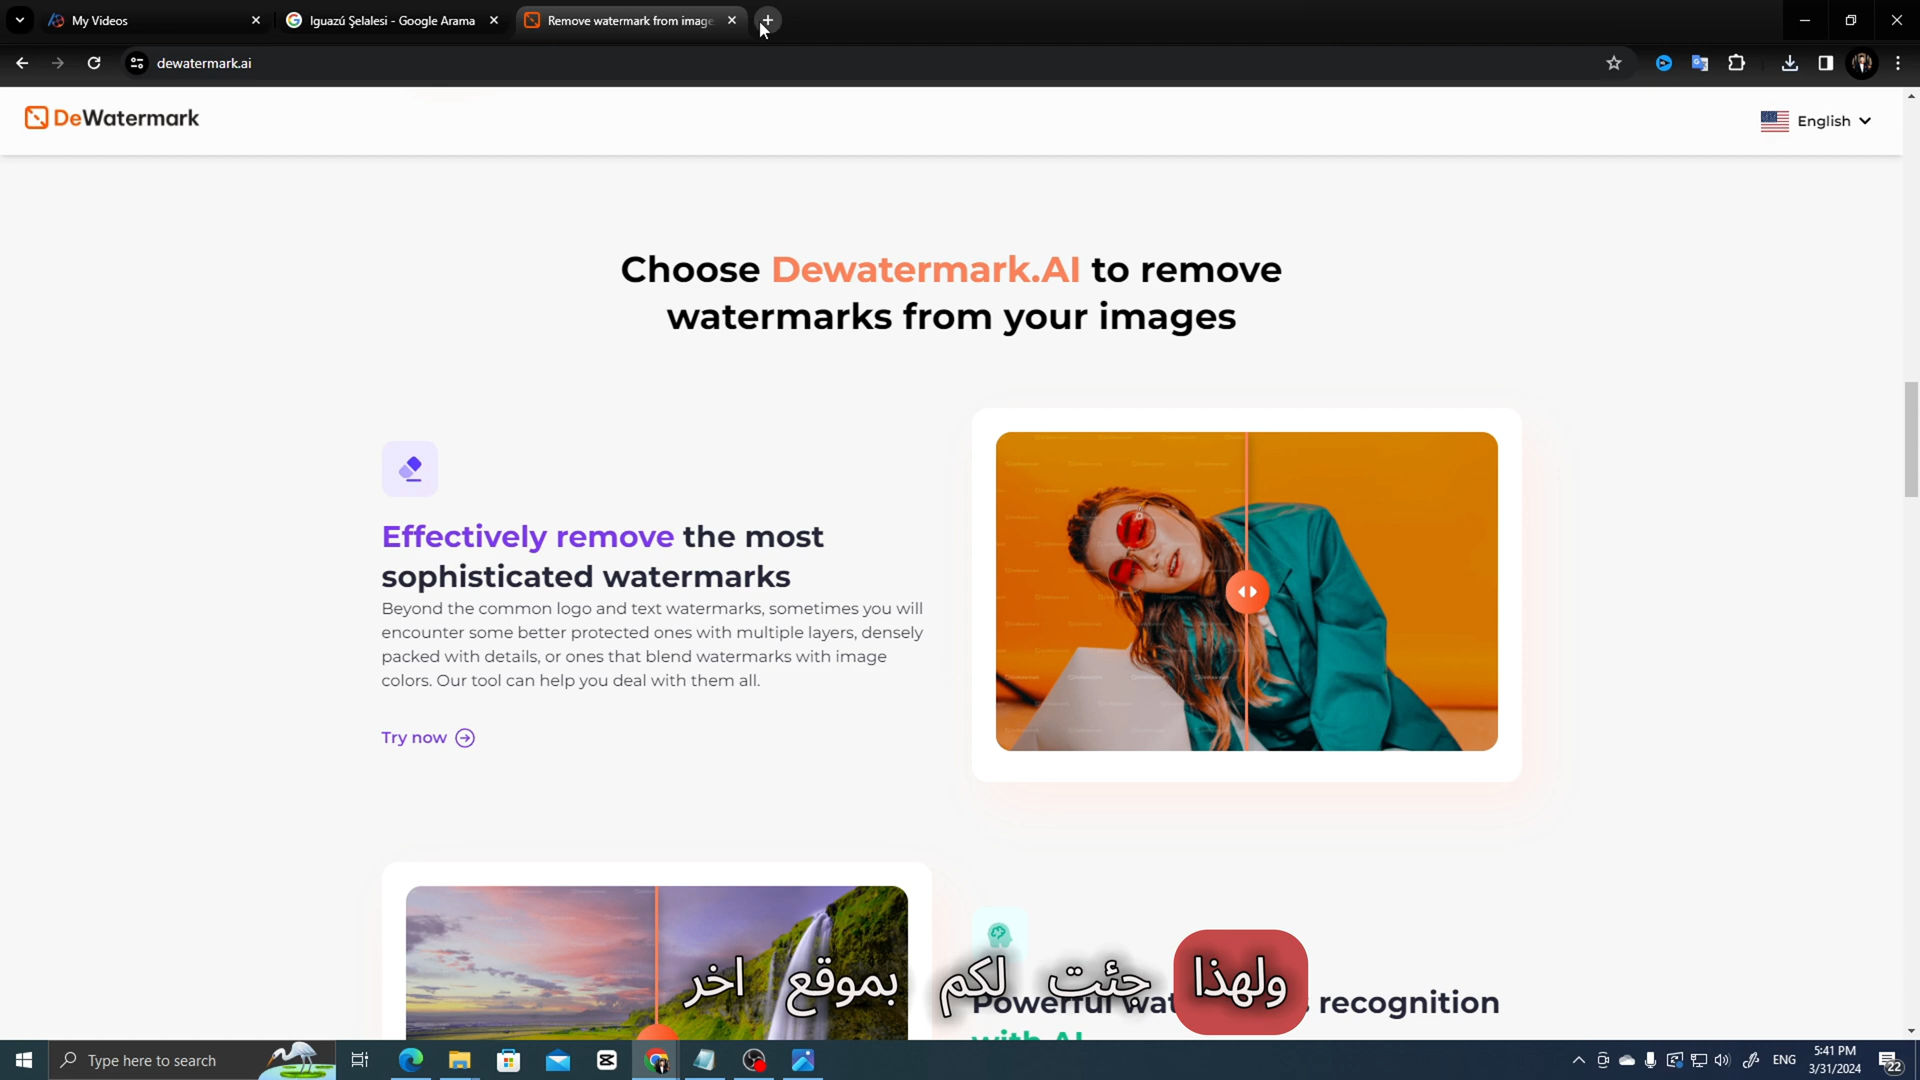 My Videos
Iguazú Şelalesi - Google Arama
Remove watermark from image
dewatermark.ai
DeWatermark
English
Choose Dewatermark.AI to remove
watermarks from your images
Effectively remove the most
sophisticated watermarks
Beyond the common logo and text watermarks, sometimes you will
encounter some better protected ones with multiple layers, densely
packed with details, or ones that blend watermarks with image
colors. Our tool can help you deal with them all.
Try now
ولهذا جئت لكم بموقع اخر
Powerful recognition
with AI
Type here to search
ENG
5:41 PM
3/31/2024
22